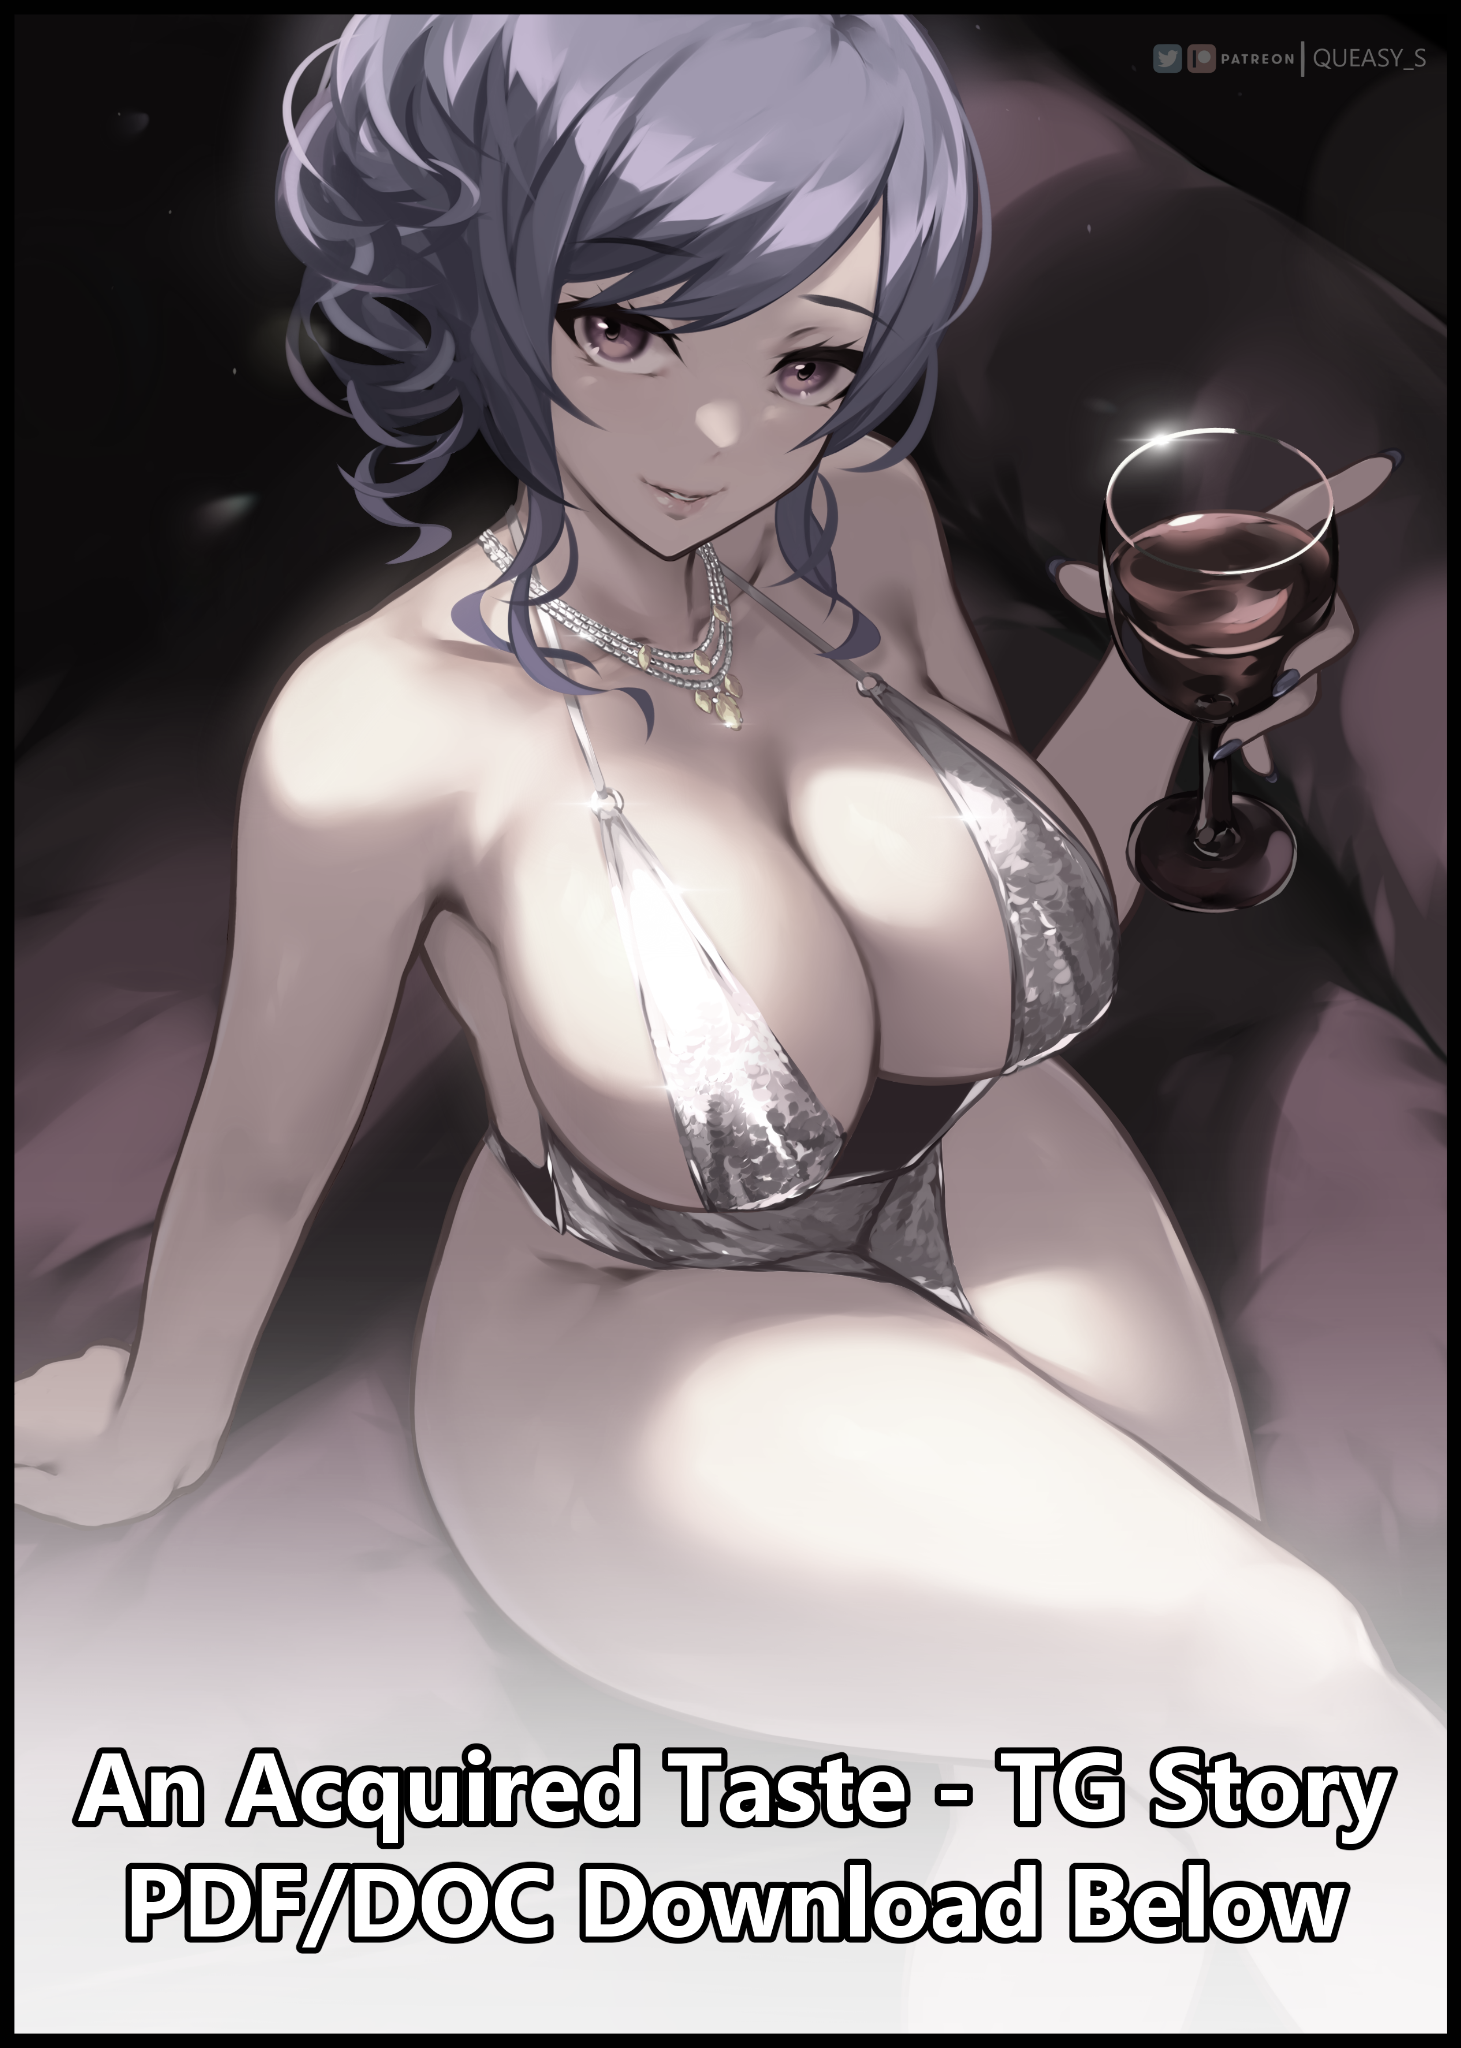 PATREON | QUEASY_S
An Acquired Taste - TG Story
PDF/DOC Download Below